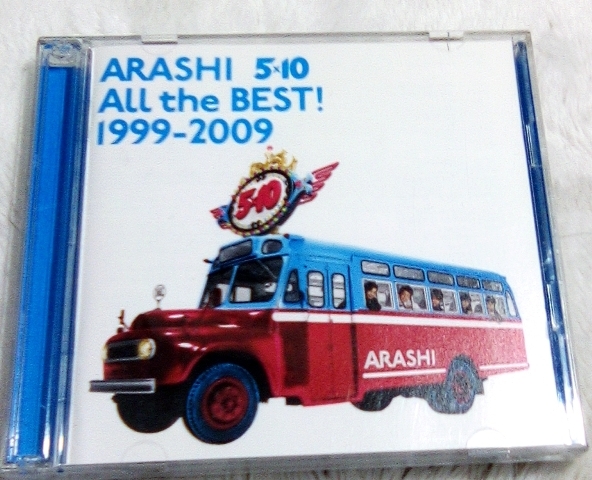 ARASHI 5×10
All the BEST!
1999-2009
5×10
ARASHI